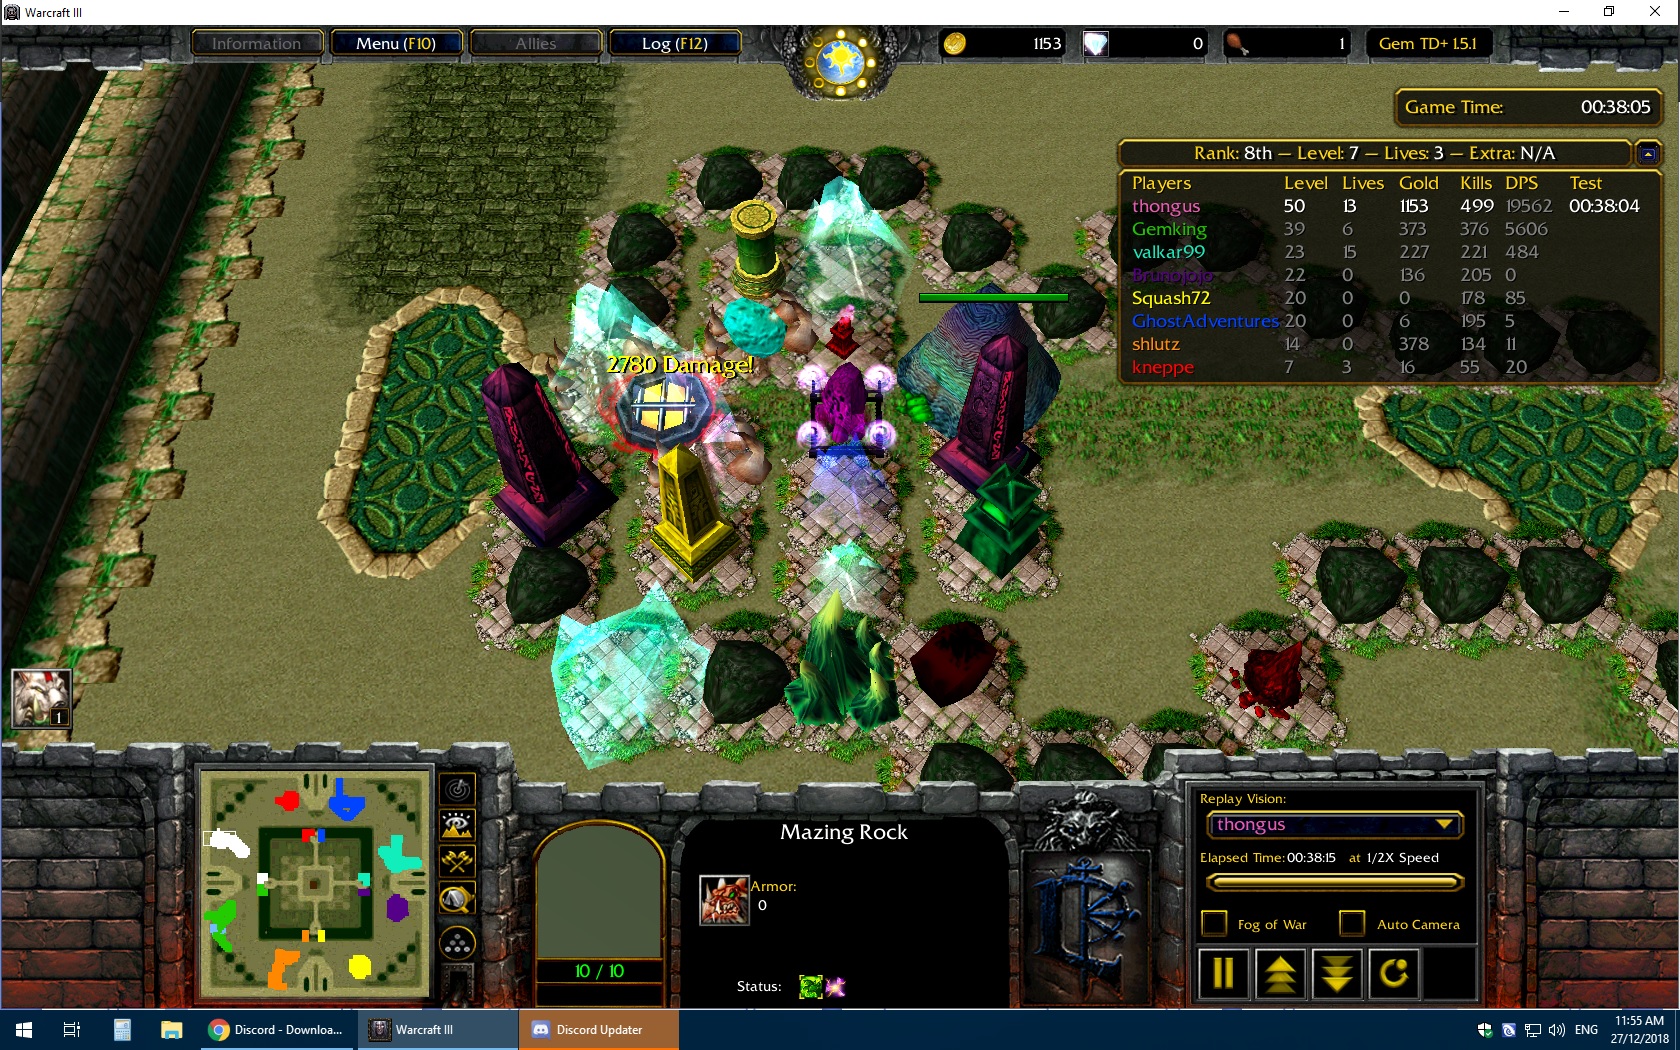 Warcraft III
Information Menu (F10) Allies Log (F12) 1153 0 1 Gem TD+ 1.5.1
Game Time: 00:38:05
Rank: 8th — Level: 7 — Lives: 3 — Extra: N/A
Players Level Lives Gold Kills DPS Test
thongus 50 13 1153 499 19562 00:38:04
Gemking 39 6 373 376 5606
valkar99 23 15 227 221 484
Brunojojo 22 0 136 205 0
Squash72 20 0 0 178 85
GhostAdventures 20 0 6 195 5
shlutz 14 0 378 134 11
kneppe 7 3 16 55 20
2780 Damage!
1
Mazing Rock
Armor:
0
10 / 10
Status:
Replay Vision:
thongus
Elapsed Time: 00:38:15 at 1/2X Speed
Fog of War Auto Camera
Discord - Downloa... Warcraft III Discord Updater ENG 11:55 AM
27/12/2018